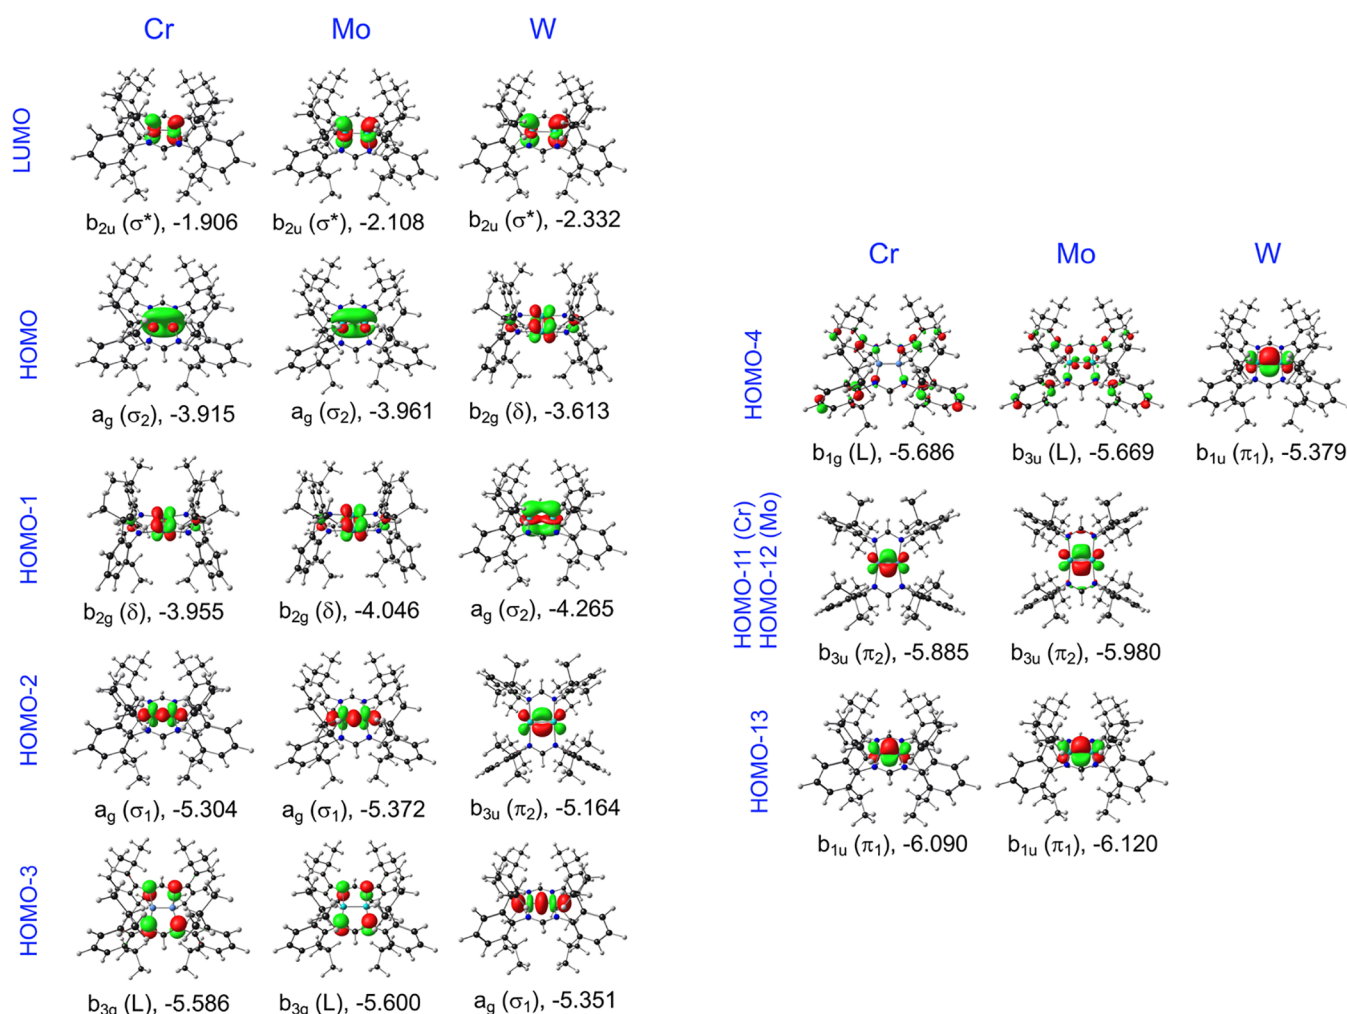 Cr Mo W
LUMO
b2u (σ*), -1.906 b2u (σ*), -2.108 b2u (σ*), -2.332
HOMO
ag (σ2), -3.915 ag (σ2), -3.961 b2g (δ), -3.613
HOMO-1
b2g (δ), -3.955 b2g (δ), -4.046 ag (σ2), -4.265
HOMO-2
ag (σ1), -5.304 ag (σ1), -5.372 b3u (π2), -5.164
HOMO-3
b3g (L), -5.586 b3g (L), -5.600 ag (σ1), -5.351
Cr Mo W
HOMO-4
b1g (L), -5.686 b3u (L), -5.669 b1u (π1), -5.379
HOMO-11 (Cr)
HOMO-12 (Mo)
b3u (π2), -5.885 b3u (π2), -5.980
HOMO-13
b1u (π1), -6.090 b1u (π1), -6.120